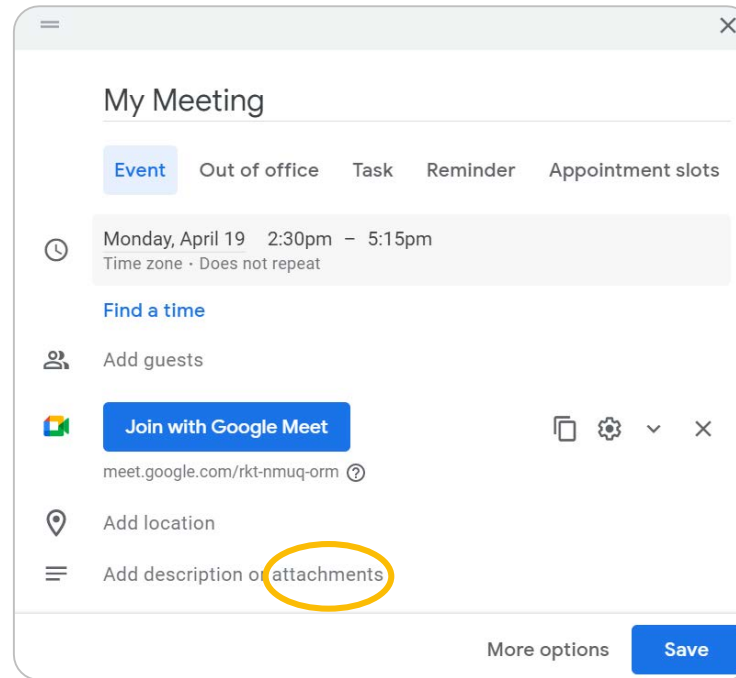 My Meeting
Event Out of office Task Reminder Appointment slots
Monday, April 19 2:30pm – 5:15pm
Time zone · Does not repeat
Find a time
Add guests
Join with Google Meet
meet.google.com/rkt-nmuq-orm
Add location
Add description or attachments
More options Save